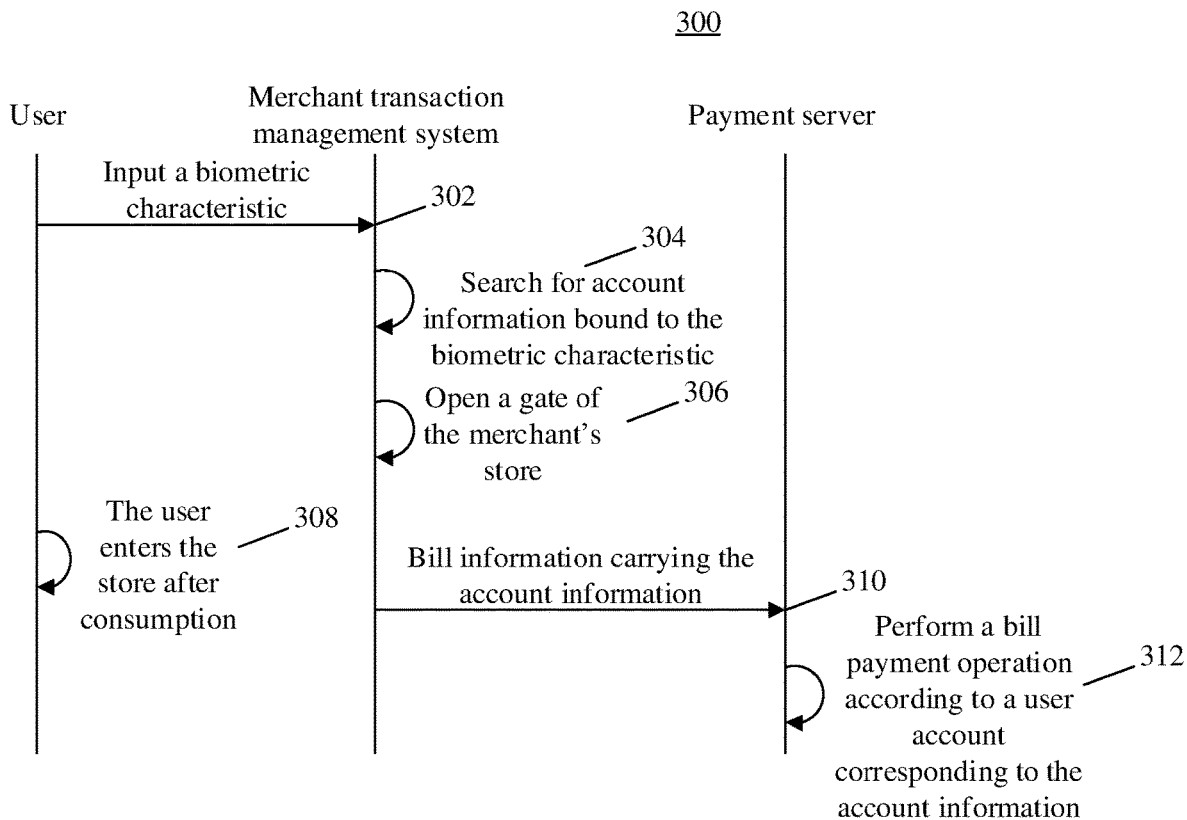 300
User
Merchant transaction
management system
Payment server
Input a biometric
characteristic
302
304
Search for account
information bound to the
biometric characteristic
Open a gate of
the merchant's
store
306
The user
enters the
store after
consumption
308
Bill information carrying the
account information
310
Perform a bill
payment operation
according to a user
account
corresponding to the
account information
312